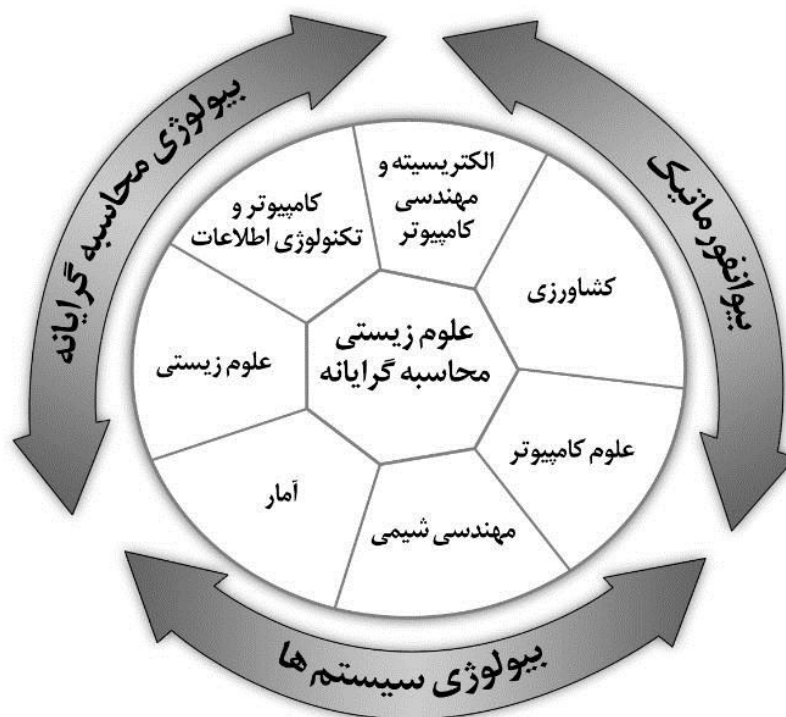 بیولوژی محاسبه گرایانه
بیوانفورماتیک
الکتریسیته و
مهندسی
کامپیوتر
کامپیوتر و
تکنولوژی اطلاعات
کشاورزی
علوم زیستی
محاسبه گرایانه
علوم زیستی
علوم کامپیوتر
آمار
مهندسی شیمی
بیولوژی سیستم ها